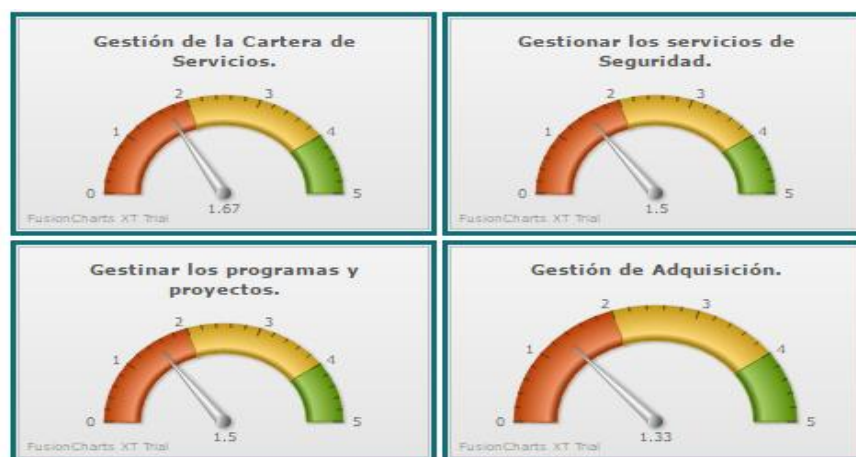 Gestión de la Cartera de
Servicios.
0
1
2
3
4
5
1.67
FusionCharts XT Trial
Gestionar los servicios de
Seguridad.
0
1
2
3
4
5
1.5
FusionCharts XT Trial
Gestinar los programas y
proyectos.
0
1
2
3
4
5
1.5
FusionCharts XT Trial
Gestión de Adquisición.
0
1
2
3
4
5
1.33
FusionCharts XT Trial